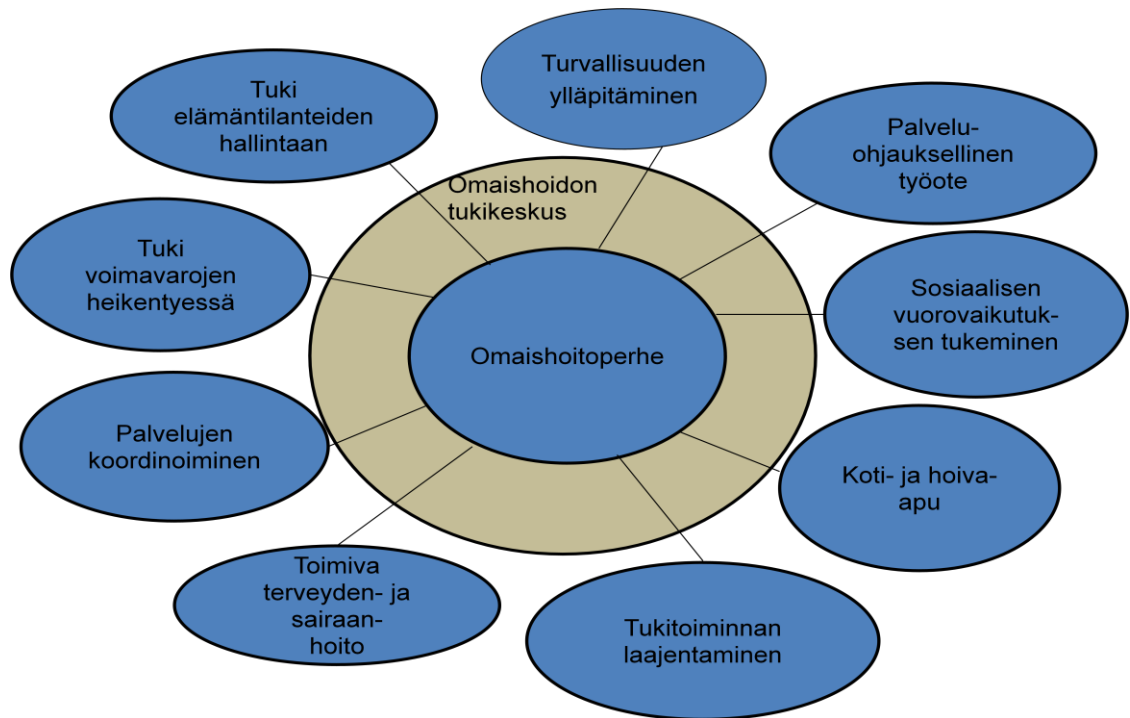 Tuki
elämäntilanteiden
hallintaan
Turvallisuuden
ylläpitäminen
Palvelu-
ohjauksellinen
työote
Omaishoidon
tukikeskus
Tuki
voimavarojen
heikentyessä
Sosiaalisen
vuorovaikutuk-
sen tukeminen
Omaishoitoperhe
Palvelujen
koordinoiminen
Koti- ja hoiva-
apu
Toimiva
terveyden- ja
sairaan-
hoito
Tukitoiminnan
laajentaminen